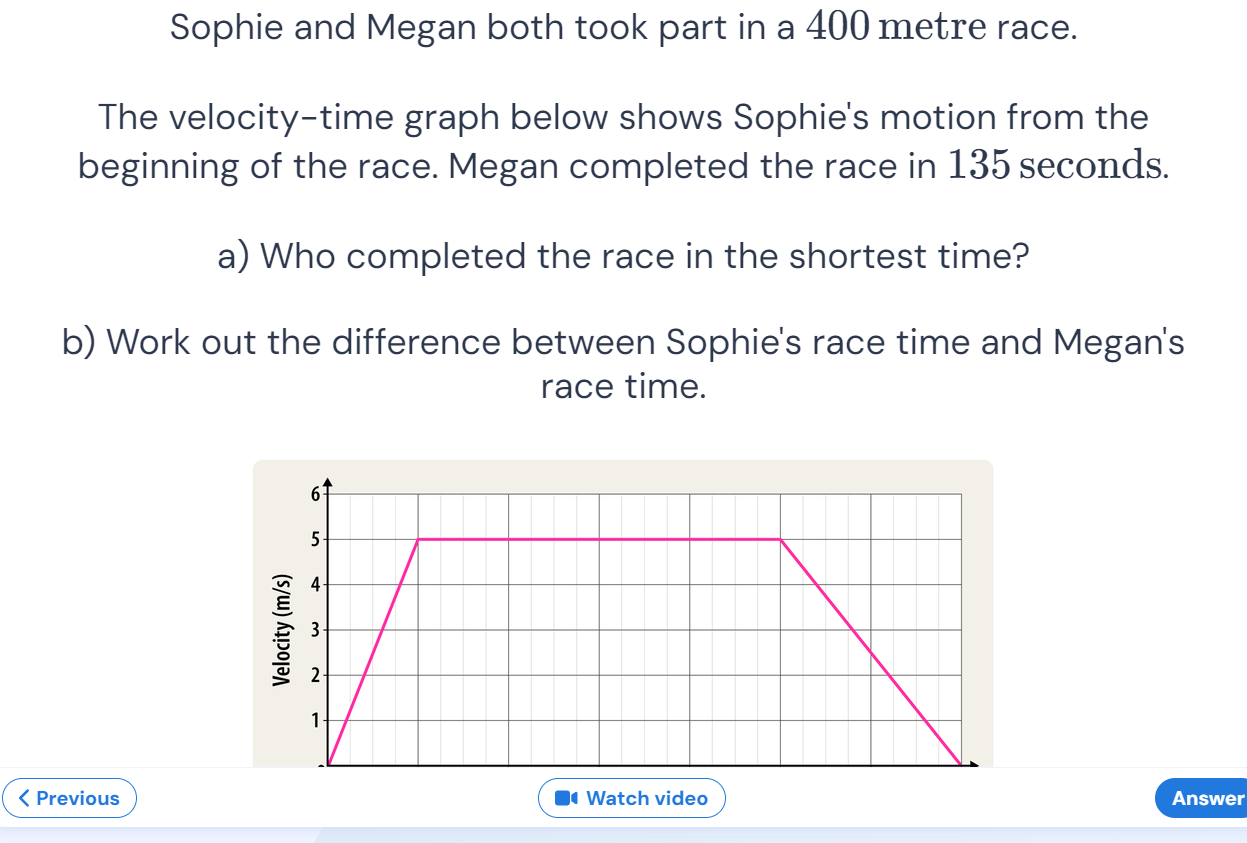 Sophie and Megan both took part in a 400 metre race.
The velocity-time graph below shows Sophie's motion from the
beginning of the race. Megan completed the race in 135 seconds.
a) Who completed the race in the shortest time?
b) Work out the difference between Sophie's race time and Megan's
race time.
6
5
4
3
2
1
Velocity (m/s)
Previous
Watch video
Answer